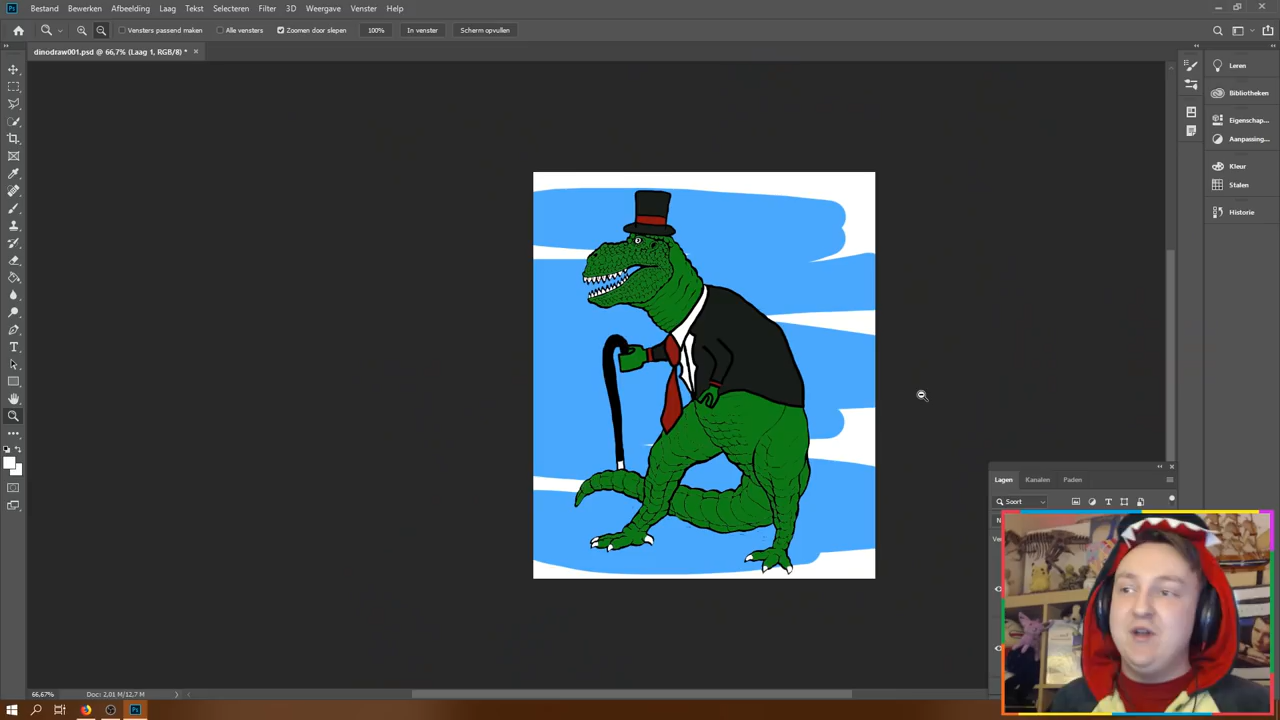 Ps Bestand Bewerken Afbeelding Laag Tekst Selecteren Filter 3D Weergave Venster Help
Vensters passend maken Alle vensters Zoomen door slepen 100% In venster Scherm opvullen
dinodraw001.psd @ 66,7% (Laag 1, RGB/8) *
Leren
Bibliotheken
Eigenschap...
Aanpassing...
Kleur
Stalen
Historie
Lagen Kanalen Paden
Soort
66,67% Doc: 2,01 M/12,7 M
Ps